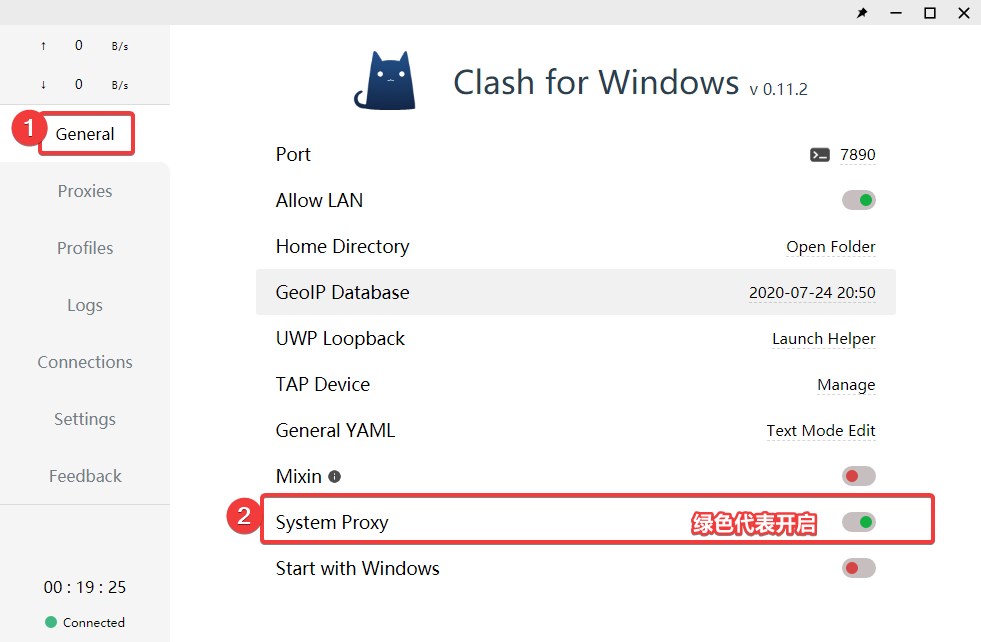 ↑ 0 B/s
↓ 0 B/s
1 General
Proxies
Profiles
Logs
Connections
Settings
Feedback
00 : 19 : 25
Connected
Clash for Windows v 0.11.2
Port 7890
Allow LAN
Home Directory Open Folder
GeoIP Database 2020-07-24 20:50
UWP Loopback Launch Helper
TAP Device Manage
General YAML Text Mode Edit
Mixin
2 System Proxy 绿色代表开启
Start with Windows